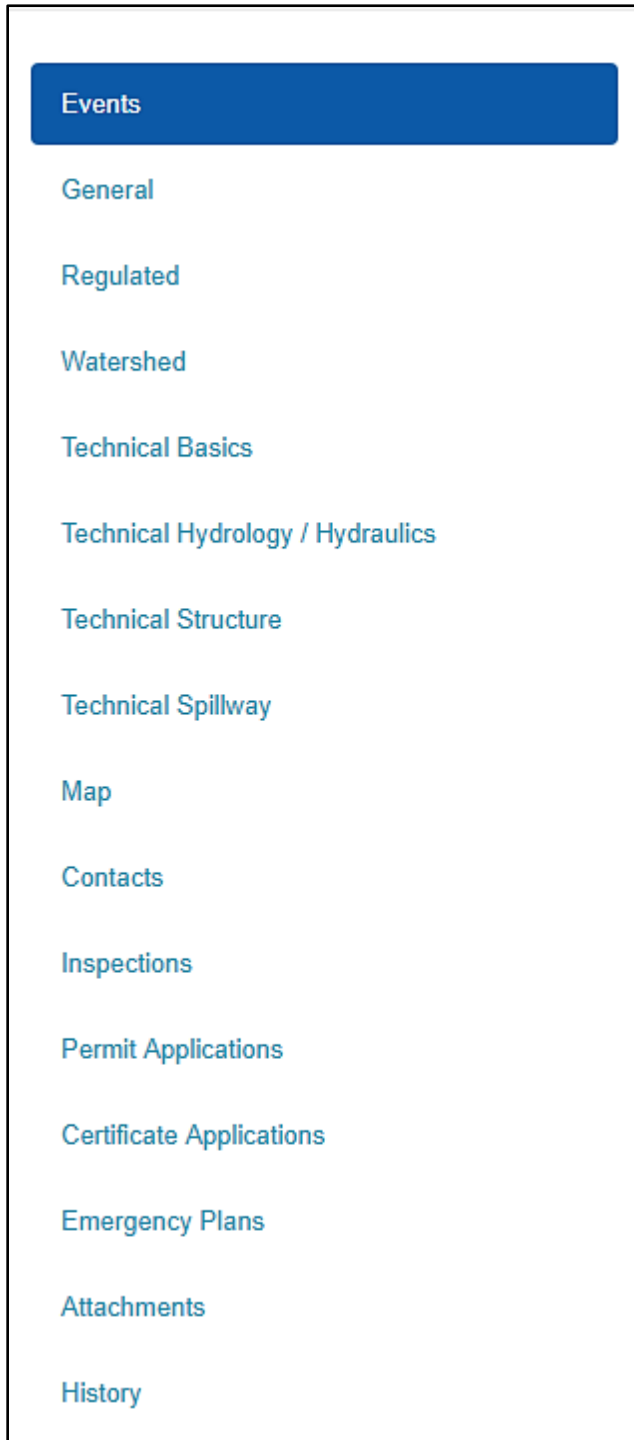 Events
General
Regulated
Watershed
Technical Basics
Technical Hydrology / Hydraulics
Technical Structure
Technical Spillway
Map
Contacts
Inspections
Permit Applications
Certificate Applications
Emergency Plans
Attachments
History